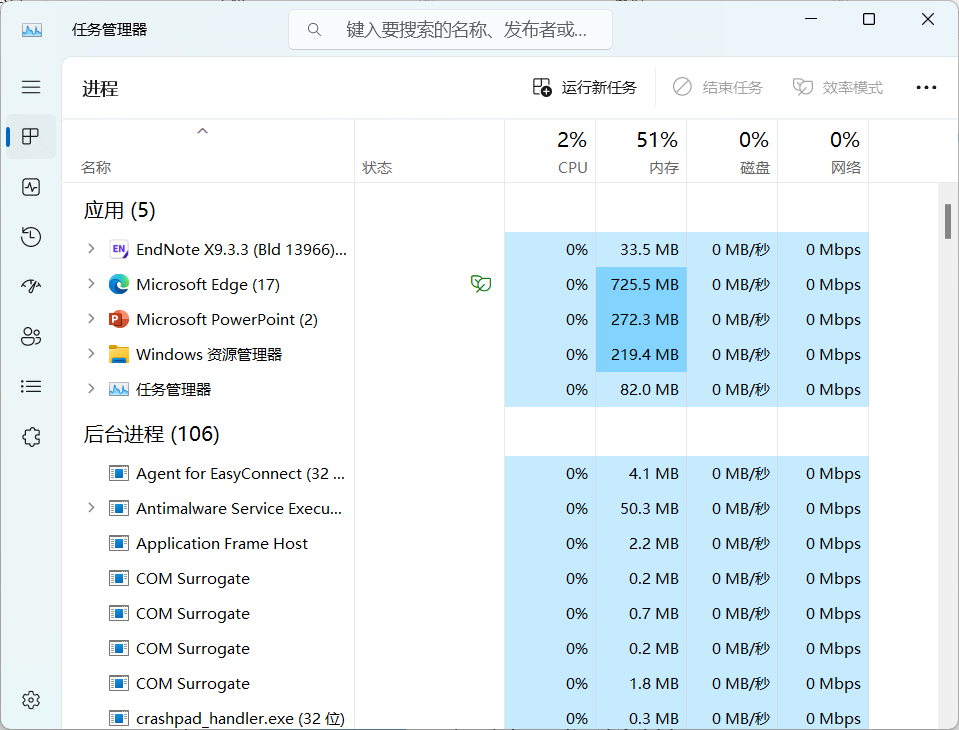 任务管理器
键入要搜索的名称、发布者或...
进程
运行新任务
结束任务
效率模式
2% 51% 0% 0%
名称 状态 CPU 内存 磁盘 网络
应用 (5)
EN EndNote X9.3.3 (Bld 13966)... 0% 33.5 MB 0 MB/秒 0 Mbps
Microsoft Edge (17) 0% 725.5 MB 0 MB/秒 0 Mbps
P Microsoft PowerPoint (2) 0% 272.3 MB 0 MB/秒 0 Mbps
Windows 资源管理器 0% 219.4 MB 0 MB/秒 0 Mbps
任务管理器 0% 82.0 MB 0 MB/秒 0 Mbps
后台进程 (106)
Agent for EasyConnect (32 ... 0% 4.1 MB 0 MB/秒 0 Mbps
Antimalware Service Execu... 0% 50.3 MB 0 MB/秒 0 Mbps
Application Frame Host 0% 2.2 MB 0 MB/秒 0 Mbps
COM Surrogate 0% 0.2 MB 0 MB/秒 0 Mbps
COM Surrogate 0% 0.7 MB 0 MB/秒 0 Mbps
COM Surrogate 0% 0.2 MB 0 MB/秒 0 Mbps
COM Surrogate 0% 1.8 MB 0 MB/秒 0 Mbps
crashpad_handler.exe (32 位) 0% 0.3 MB 0 MB/秒 0 Mbps